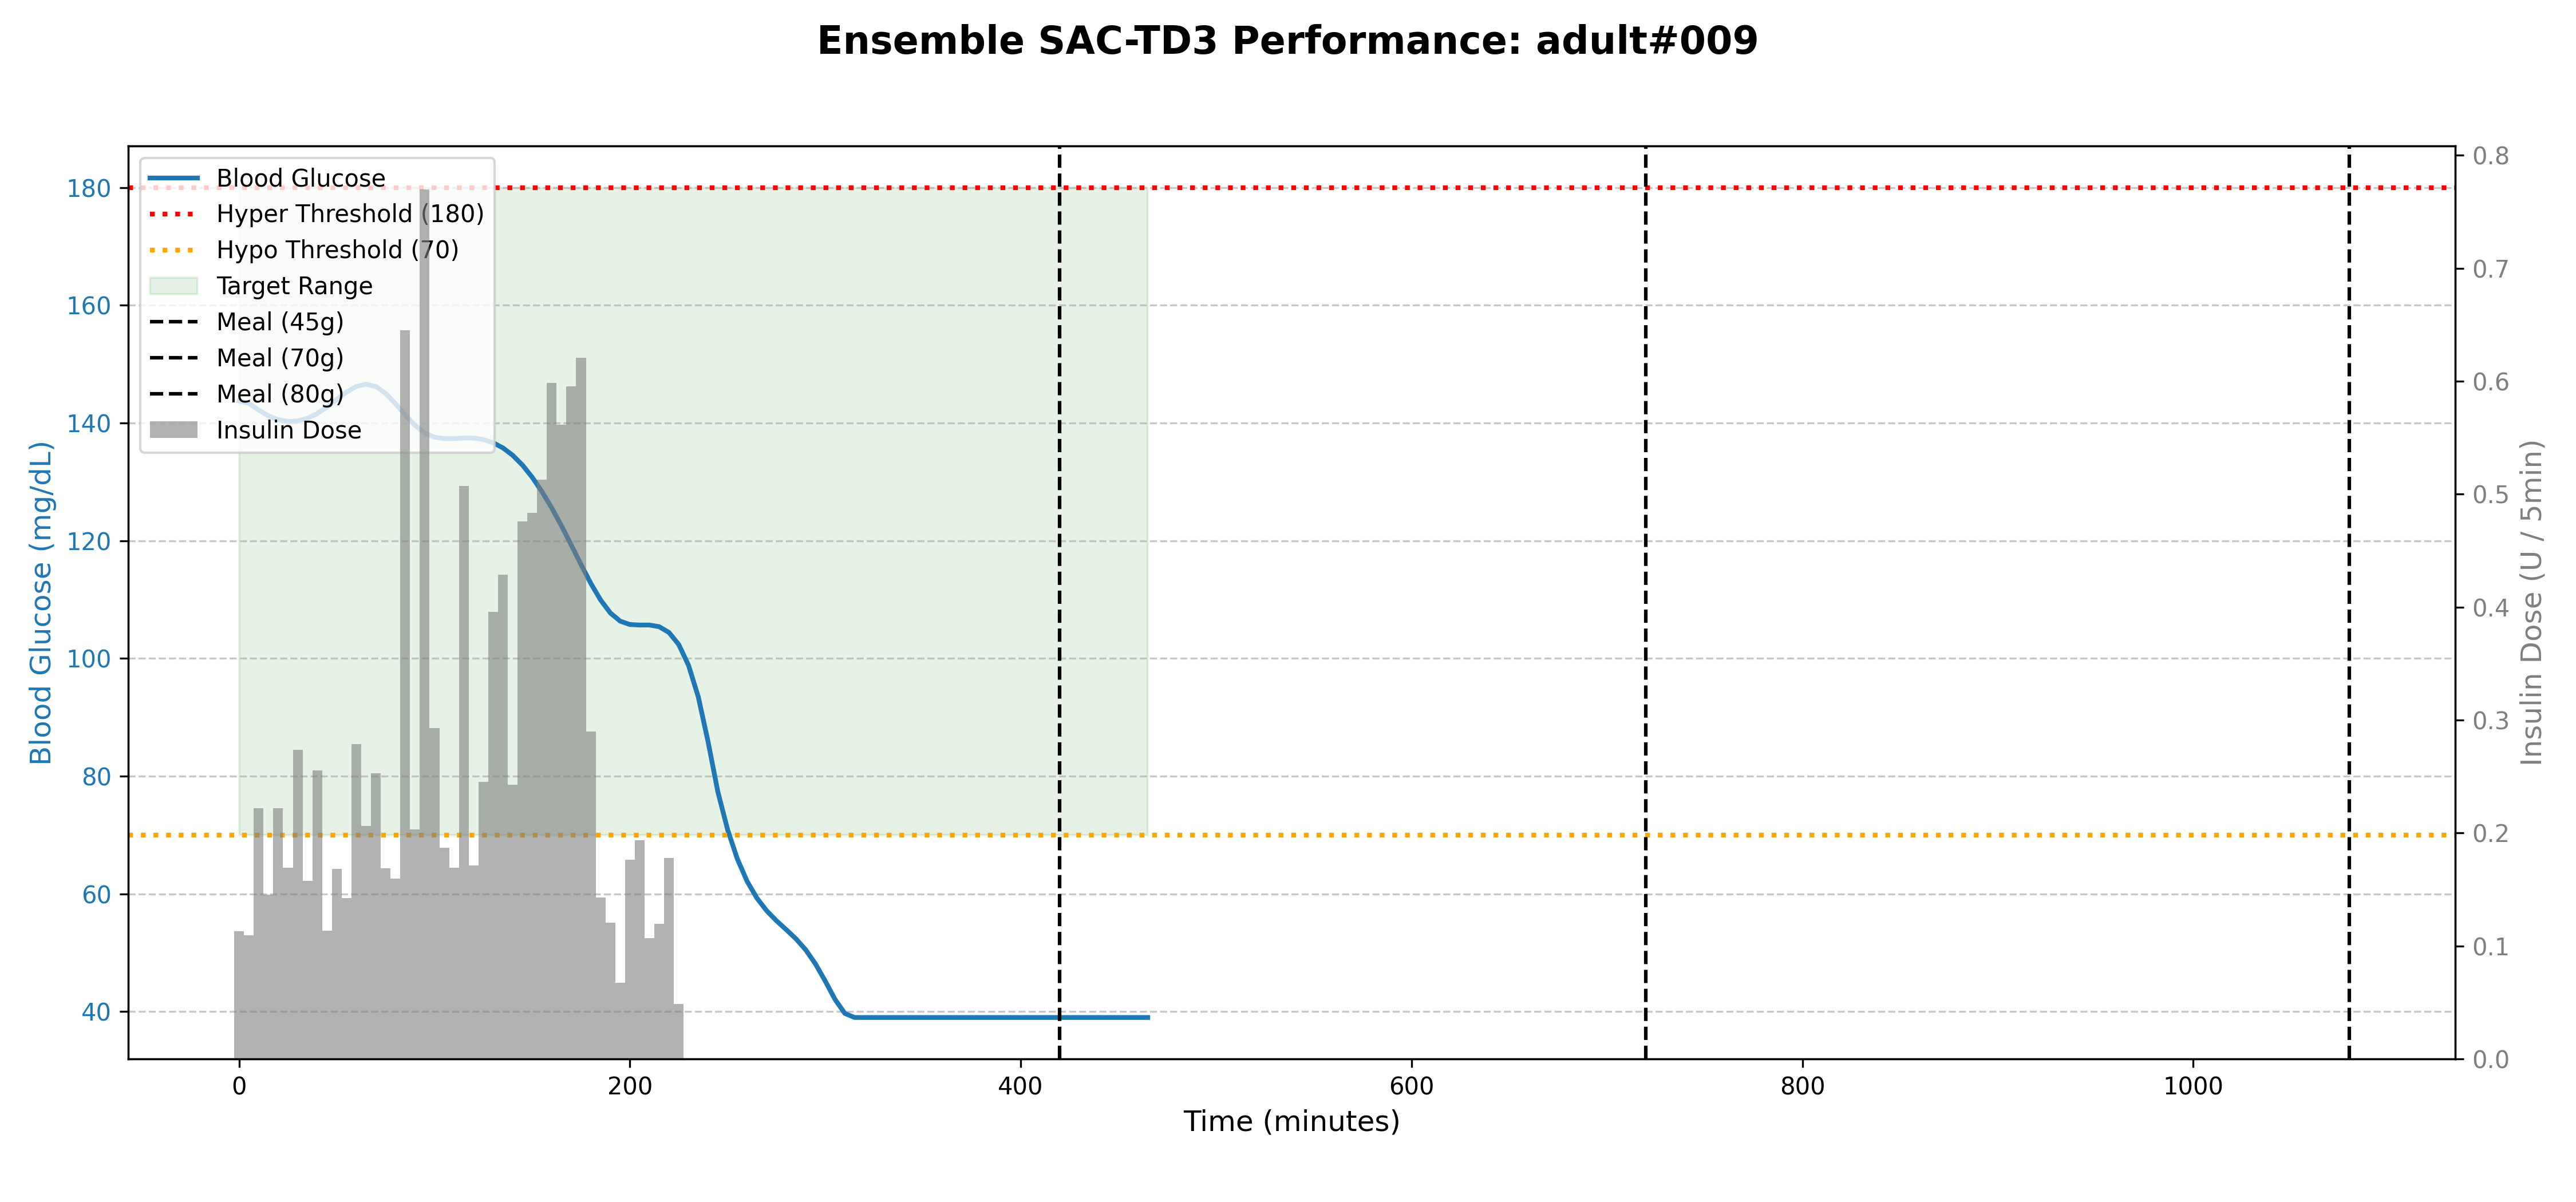 Ensemble SAC-TD3 Performance: adult#009
Blood Glucose
Hyper Threshold (180)
Hypo Threshold (70)
Target Range
Meal (45g)
Meal (70g)
Meal (80g)
Insulin Dose
Blood Glucose (mg/dL)
180
160
140
120
100
80
60
40
0
200
400
600
800
1000
Time (minutes)
0.8
0.7
0.6
0.5
0.4
0.3
0.2
0.1
0.0
Insulin Dose (U / 5min)